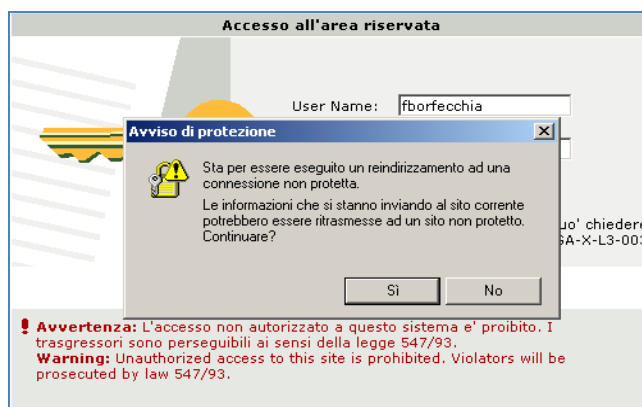 Accesso all'area riservata
User Name: fborfecchia
Avviso di protezione
Sta per essere eseguito un reindirizzamento ad una
connessione non protetta.
Le informazioni che si stanno inviando al sito corrente
potrebbero essere ritrasmesse ad un sito non protetto.
Continuare?
uo' chiedere
Sì No
Avvertenza: L'accesso non autorizzato a questo sistema e' proibito. I
trasgressori sono perseguibili ai sensi della legge 547/93.
Warning: Unauthorized access to this site is prohibited. Violators will be
prosecuted by law 547/93.